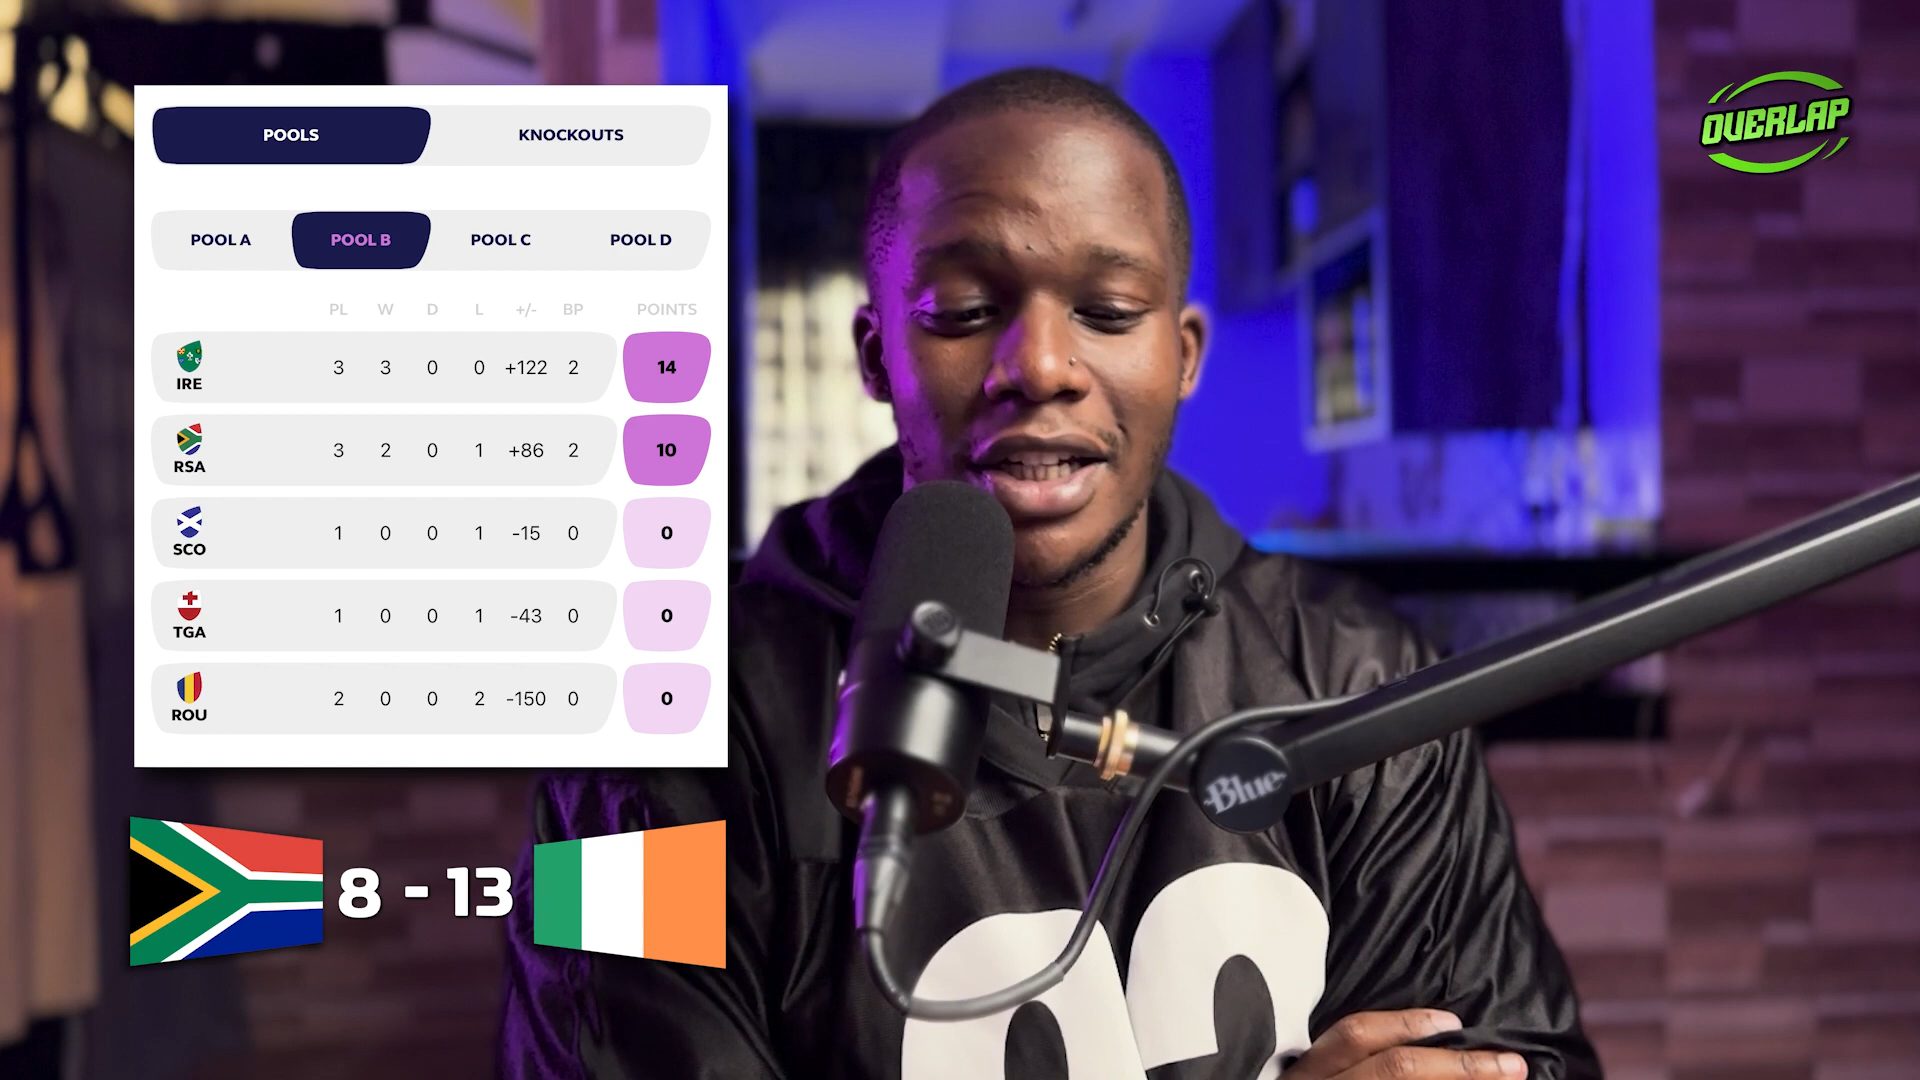 POOLS KNOCKOUTS
POOL A POOL B POOL C POOL D
PL W D L +/- BP POINTS
IRE 3 3 0 0 +122 2 14
RSA 3 2 0 1 +86 2 10
SCO 1 0 0 1 -15 0 0
TGA 1 0 0 1 -43 0 0
ROU 2 0 0 2 -150 0 0
8 - 13
OVERLAP
Blue